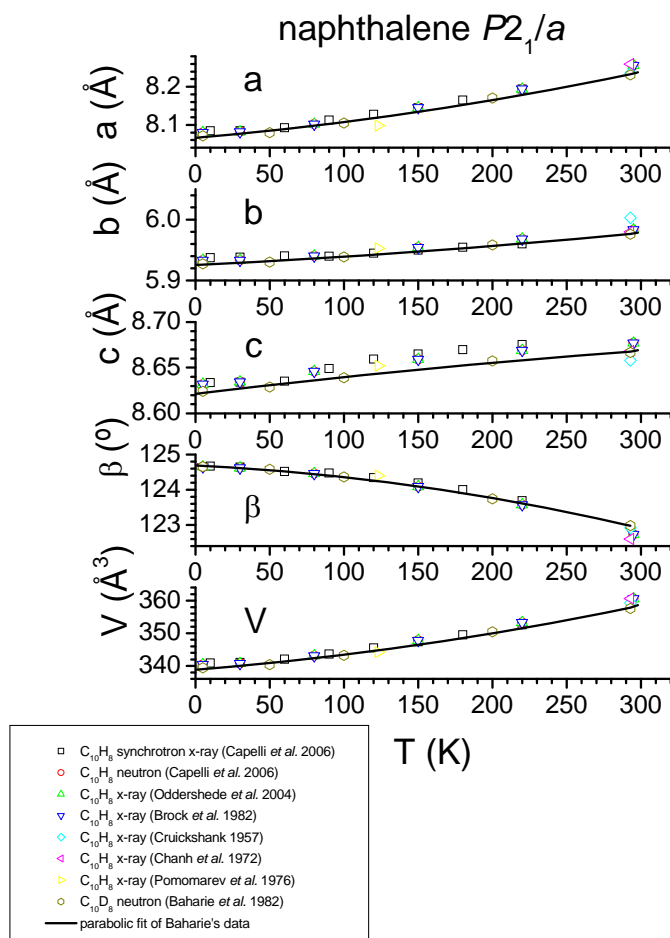 naphthalene P2₁/a
a (Å)
8.2
8.1
a
0 50 100 150 200 250 300
b (Å)
6.0
5.9
b
0 50 100 150 200 250 300
c (Å)
8.70
8.65
8.60
c
0 50 100 150 200 250 300
β (º)
125
124
123
β
0 50 100 150 200 250 300
V (Å³)
360
350
340
V
0 50 100 150 200 250 300
T (K)
C₁₀H₈ synchrotron x-ray (Capelli et al. 2006)
C₁₀H₈ neutron (Capelli et al. 2006)
C₁₀H₈ x-ray (Oddershede et al. 2004)
C₁₀H₈ x-ray (Brock et al. 1982)
C₁₀H₈ x-ray (Cruickshank 1957)
C₁₀H₈ x-ray (Chanh et al. 1972)
C₁₀H₈ x-ray (Pomomarev et al. 1976)
C₁₀D₈ neutron (Baharie et al. 1982)
parabolic fit of Baharie's data